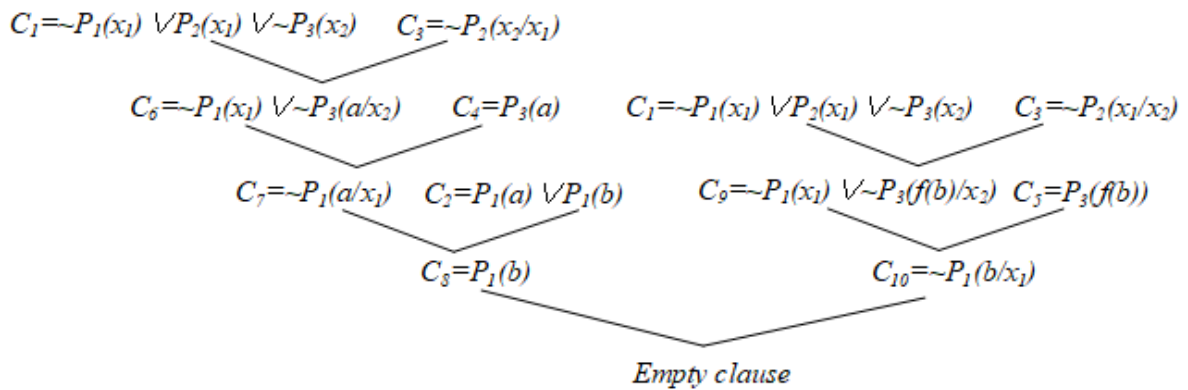 C₁=~P₁(x₁) ∨P₂(x₁) ∨~P₃(x₂) C₃=~P₂(x₂/x₁)
C₆=~P₁(x₁) ∨~P₃(a/x₂) C₄=P₃(a) C₁=~P₁(x₁) ∨P₂(x₁) ∨~P₃(x₂) C₃=~P₂(x₁/x₂)
C₇=~P₁(a/x₁) C₂=P₁(a) ∨P₁(b) C₉=~P₁(x₁) ∨~P₃(f(b)/x₂) C₅=P₃(f(b))
C₈=P₁(b) C₁₀=~P₁(b/x₁)
Empty clause